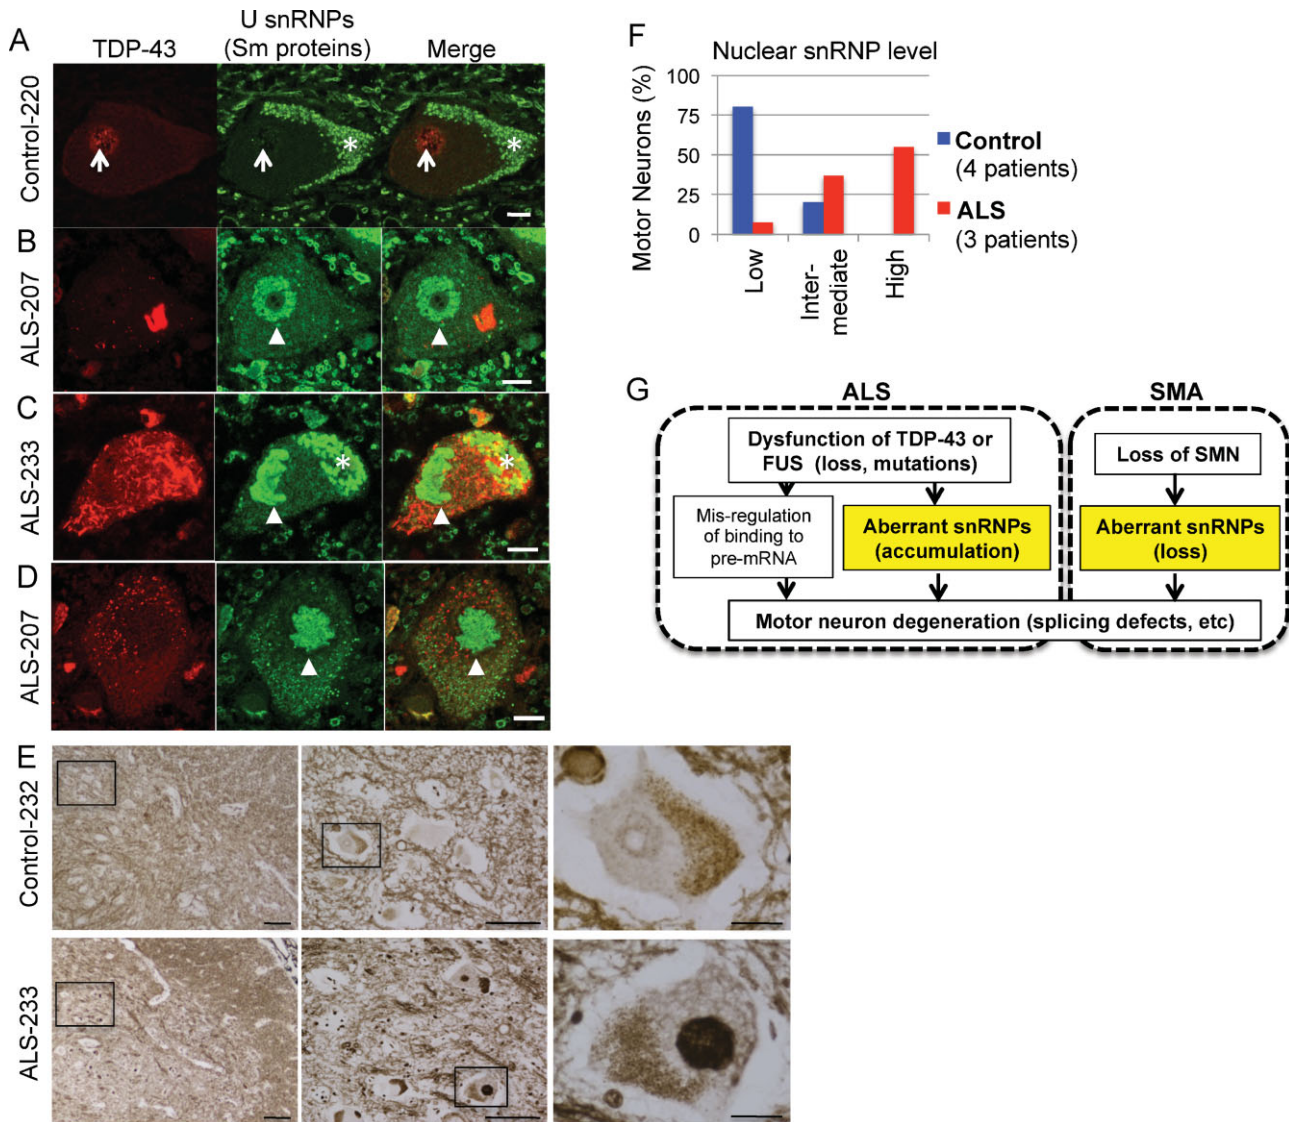 A
TDP-43
U snRNPs
(Sm proteins)
Merge
Control-220
*
*
B
ALS-207
C
ALS-233
*
*
D
ALS-207
E
Control-232
ALS-233
F
Nuclear snRNP level
Motor Neurons (%)
100
75
50
25
0
Low
Inter-
mediate
High
Control
(4 patients)
ALS
(3 patients)
G
ALS
SMA
Dysfunction of TDP-43 or
FUS (loss, mutations)
Loss of SMN
Mis-regulation
of binding to
pre-mRNA
Aberrant snRNPs
(accumulation)
Aberrant snRNPs
(loss)
Motor neuron degeneration (splicing defects, etc)